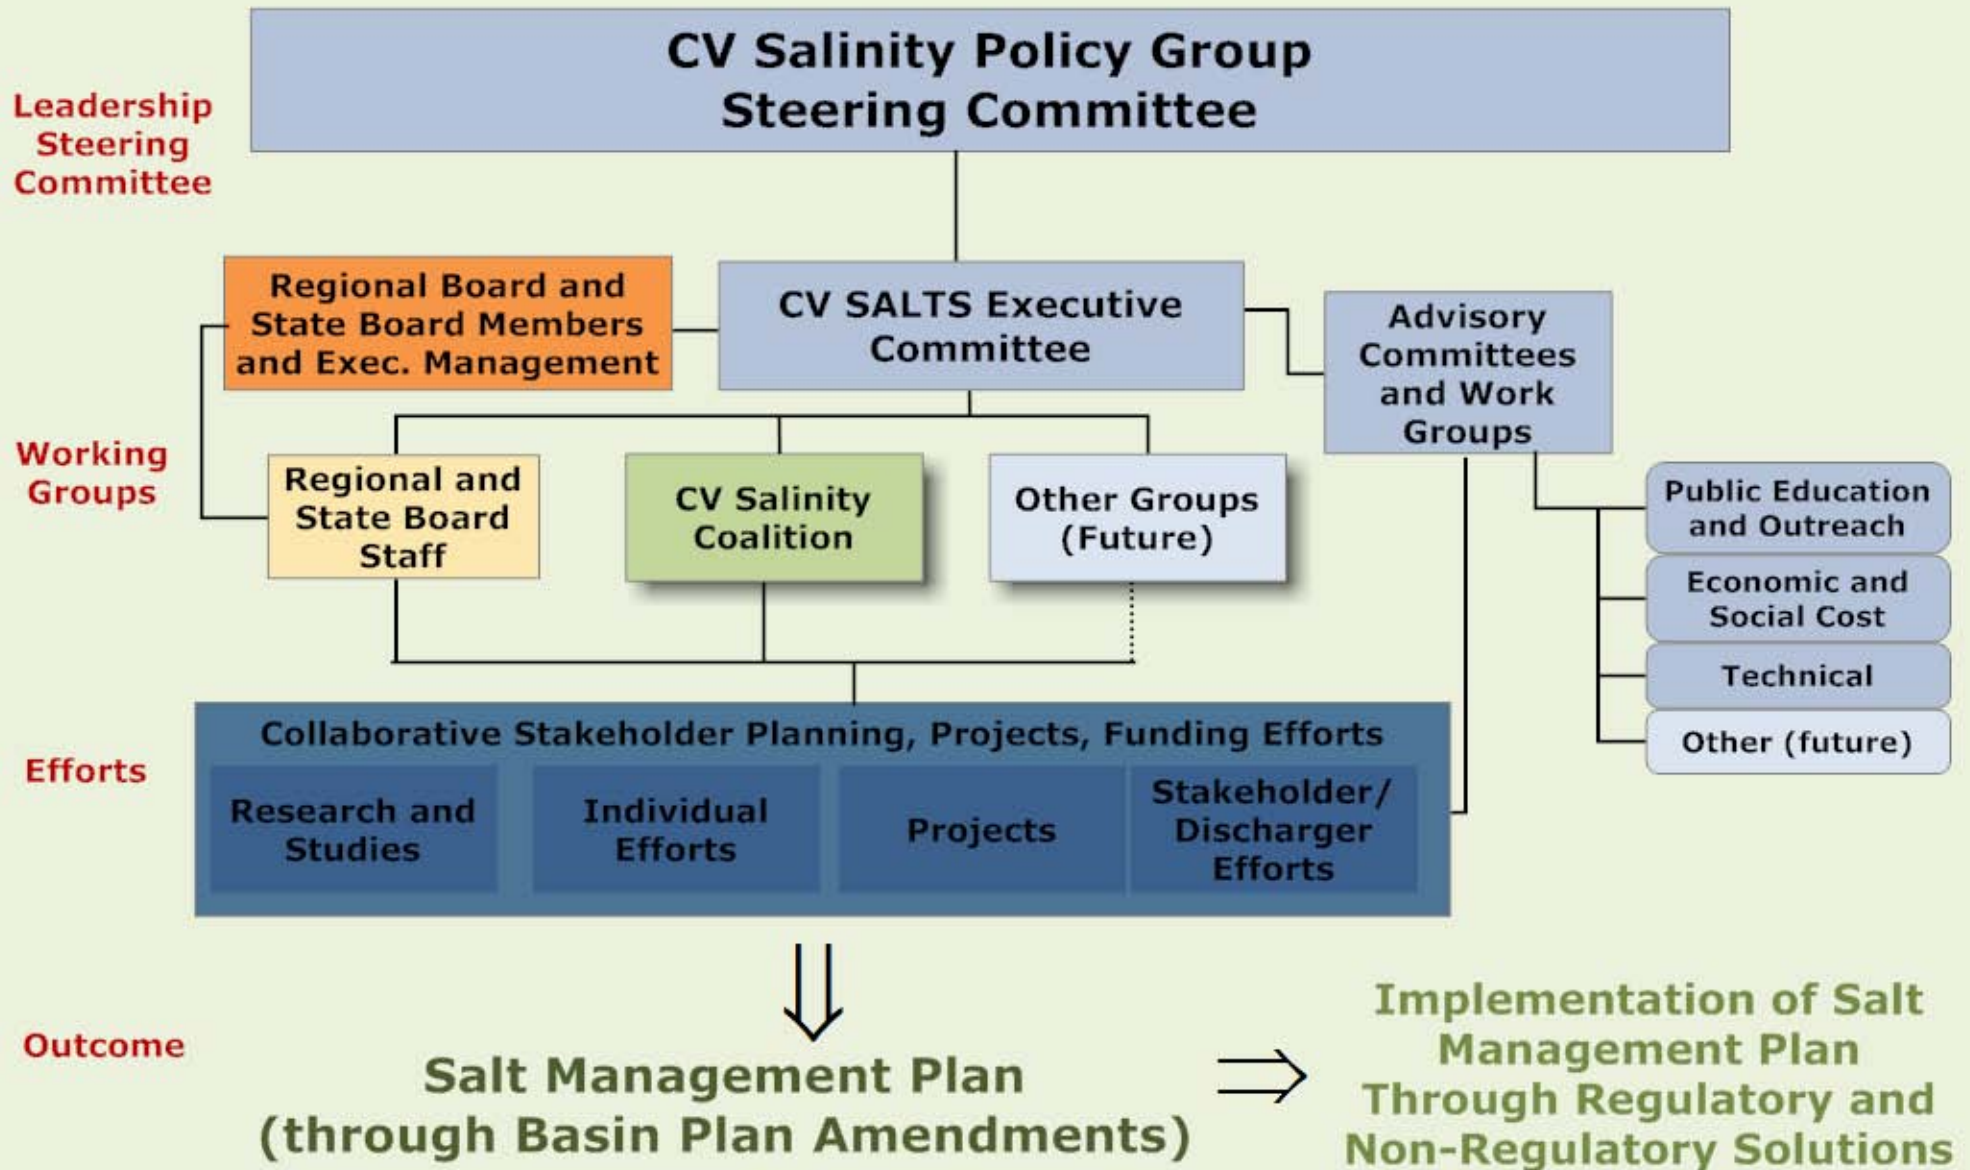 CV Salinity Policy Group
Steering Committee
Leadership
Steering
Committee
Regional Board and
State Board Members
and Exec. Management
CV SALTS Executive
Committee
Advisory
Committees
and Work
Groups
Working
Groups
Regional and
State Board
Staff
CV Salinity
Coalition
Other Groups
(Future)
Public Education
and Outreach
Economic and
Social Cost
Technical
Other (future)
Efforts
Collaborative Stakeholder Planning, Projects, Funding Efforts
Research and
Studies
Individual
Efforts
Projects
Stakeholder/
Discharger
Efforts
Outcome
Salt Management Plan
(through Basin Plan Amendments)
Implementation of Salt
Management Plan
Through Regulatory and
Non-Regulatory Solutions